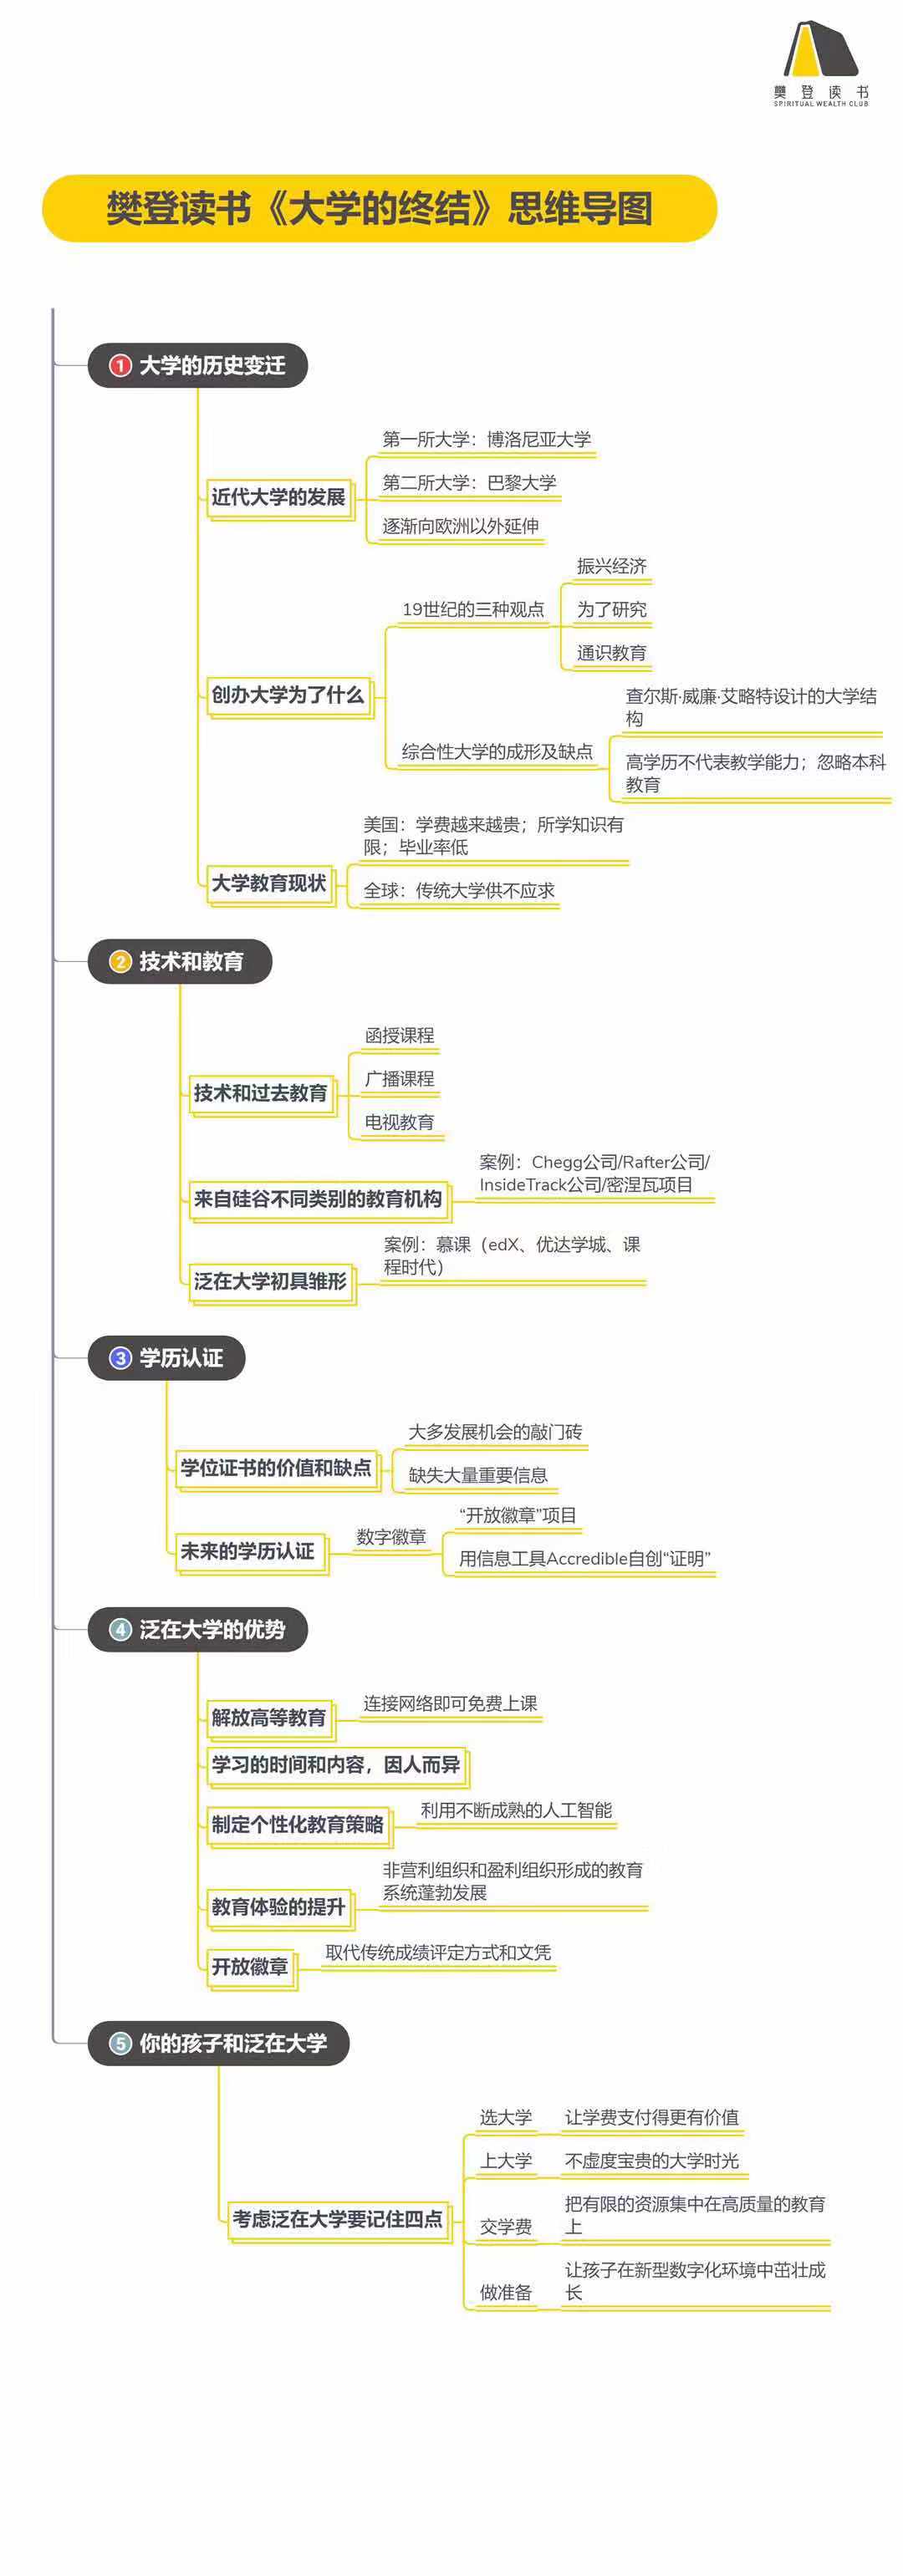 樊登读书
SPIRITUAL WEALTH CLUB
樊登读书《大学的终结》思维导图
1 大学的历史变迁
近代大学的发展
第一所大学：博洛尼亚大学
第二所大学：巴黎大学
逐渐向欧洲以外延伸
创办大学为了什么
19世纪的三种观点
振兴经济
为了研究
通识教育
综合性大学的成形及缺点
查尔斯·威廉·艾略特设计的大学结
构
高学历不代表教学能力；忽略本科
教育
大学教育现状
美国：学费越来越贵；所学知识有
限；毕业率低
全球：传统大学供不应求
2 技术和教育
技术和过去教育
函授课程
广播课程
电视教育
来自硅谷不同类别的教育机构
案例：Chegg公司/Rafter公司/
InsideTrack公司/密涅瓦项目
泛在大学初具雏形
案例：慕课（edX、优达学城、课
程时代）
3 学历认证
学位证书的价值和缺点
大多发展机会的敲门砖
缺失大量重要信息
未来的学历认证
数字徽章
“开放徽章”项目
用信息工具Accredible自创“证明”
4 泛在大学的优势
解放高等教育
连接网络即可免费上课
学习的时间和内容，因人而异
制定个性化教育策略
利用不断成熟的人工智能
教育体验的提升
非营利组织和盈利组织形成的教育
系统蓬勃发展
开放徽章
取代传统成绩评定方式和文凭
5 你的孩子和泛在大学
考虑泛在大学要记住四点
选大学
让学费支付得更有价值
上大学
不虚度宝贵的大学时光
交学费
把有限的资源集中在高质量的教育
上
做准备
让孩子在新型数字化环境中茁壮成
长